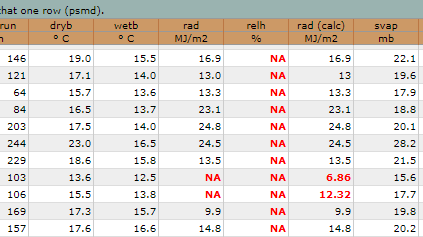 that one row (psmd).
run dryb wetb rad relh rad (calc) svap
° C ° C MJ/m2 % MJ/m2 mb
146 19.0 15.5 16.9 NA 16.9 22.1
121 17.1 14.0 13.0 NA 13 19.6
64 15.7 13.6 13.3 NA 13.3 17.9
84 16.5 13.7 23.1 NA 23.1 18.8
203 17.5 14.0 24.8 NA 24.8 20.1
244 23.0 16.5 24.5 NA 24.5 28.2
229 18.6 15.8 13.5 NA 13.5 21.5
103 13.6 12.5 NA NA 6.86 15.6
106 15.5 13.8 NA NA 12.32 17.7
169 17.3 15.7 9.9 NA 9.9 19.8
157 17.6 16.6 14.8 NA 14.8 20.2